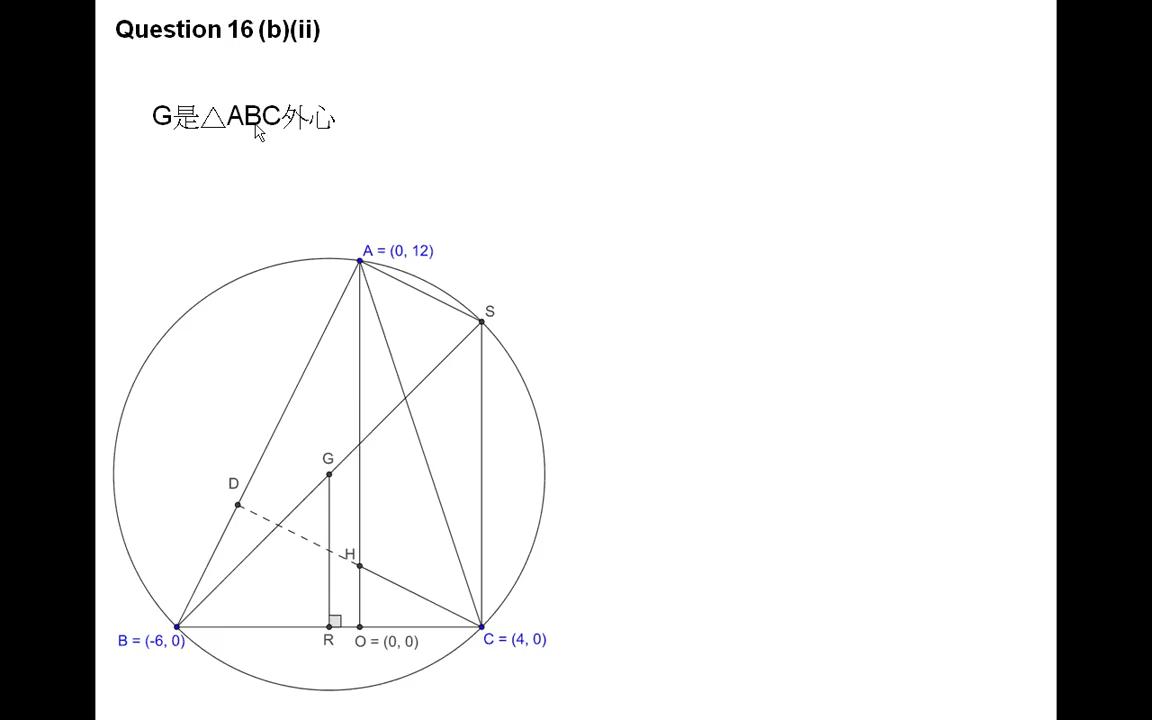 Question 16 (b)(ii)
G是△ABC外心
A = (0, 12)
S
G
D
H
B = (-6, 0)
R
O = (0, 0)
C = (4, 0)